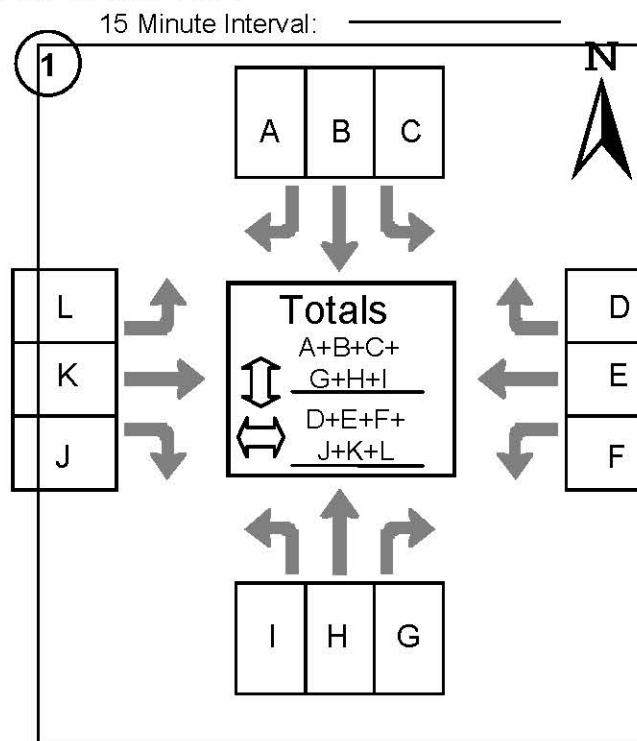 15 Minute Interval:
1
N
A B C
L
K
J
Totals
A+B+C+
G+H+I
D+E+F+
J+K+L
D
E
F
I H G